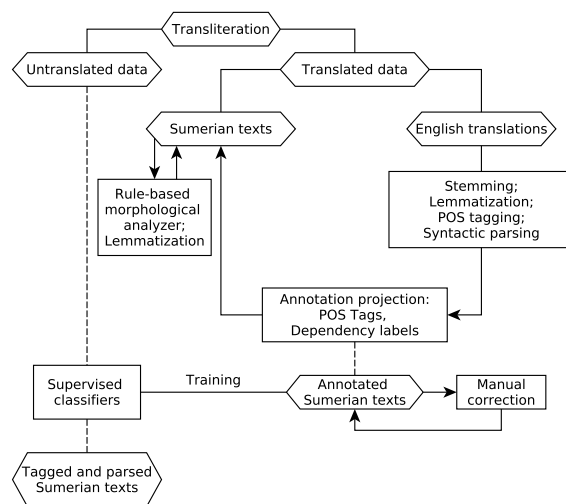 Transliteration
Untranslated data
Translated data
Sumerian texts
English translations
Rule-based
morphological
analyzer;
Lemmatization
Stemming;
Lemmatization;
POS tagging;
Syntactic parsing
Annotation projection:
POS Tags,
Dependency labels
Supervised
classifiers
Training
Annotated
Sumerian texts
Manual
correction
Tagged and parsed
Sumerian texts